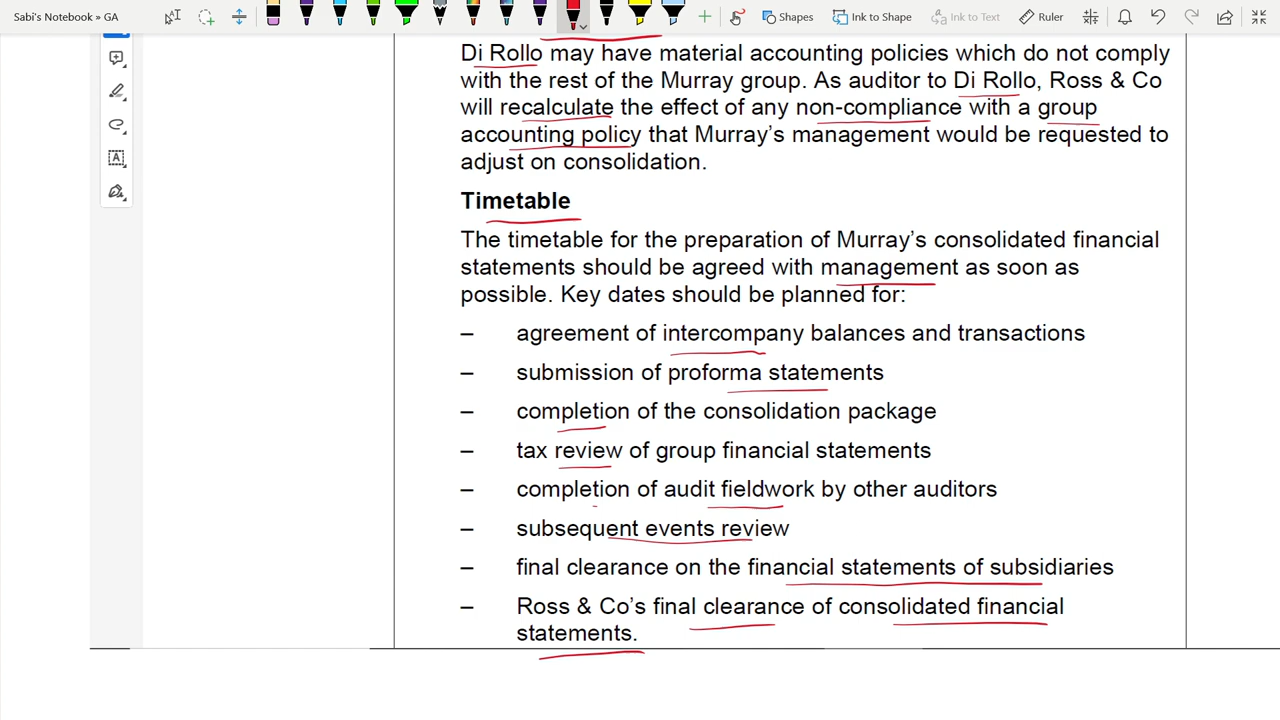 Sabi's Notebook » GA
Shapes Ink to Shape Ink to Text Ruler
Di Rollo may have material accounting policies which do not comply
with the rest of the Murray group. As auditor to Di Rollo, Ross & Co
will recalculate the effect of any non-compliance with a group
accounting policy that Murray’s management would be requested to
adjust on consolidation.
Timetable
The timetable for the preparation of Murray’s consolidated financial
statements should be agreed with management as soon as
possible. Key dates should be planned for:
– agreement of intercompany balances and transactions
– submission of proforma statements
– completion of the consolidation package
– tax review of group financial statements
– completion of audit fieldwork by other auditors
– subsequent events review
– final clearance on the financial statements of subsidiaries
– Ross & Co’s final clearance of consolidated financial
statements.